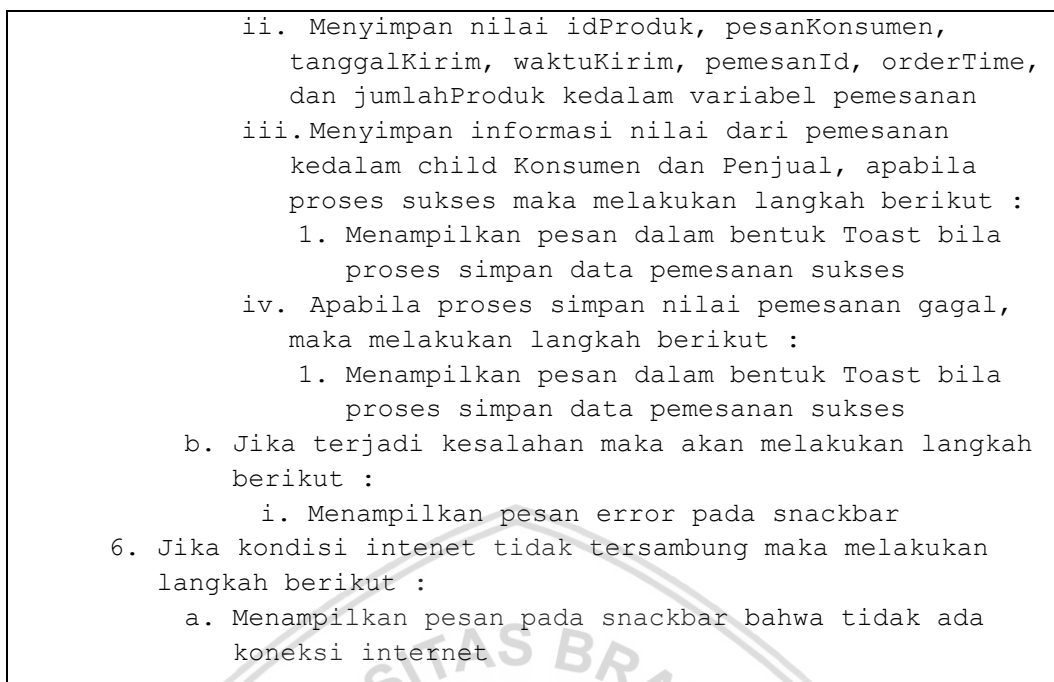 ii. Menyimpan nilai idProduk, pesanKonsumen,
tanggalKirim, waktuKirim, pemesanId, orderTime,
dan jumlahProduk kedalam variabel pemesanan
iii. Menyimpan informasi nilai dari pemesanan
kedalam child Konsumen dan Penjual, apabila
proses sukses maka melakukan langkah berikut :
1. Menampilkan pesan dalam bentuk Toast bila
proses simpan data pemesanan sukses
iv. Apabila proses simpan nilai pemesanan gagal,
maka melakukan langkah berikut :
1. Menampilkan pesan dalam bentuk Toast bila
proses simpan data pemesanan sukses
b. Jika terjadi kesalahan maka akan melakukan langkah
berikut :
i. Menampilkan pesan error pada snackbar
6. Jika kondisi intenet tidak tersambung maka melakukan
langkah berikut :
a. Menampilkan pesan pada snackbar bahwa tidak ada
koneksi internet